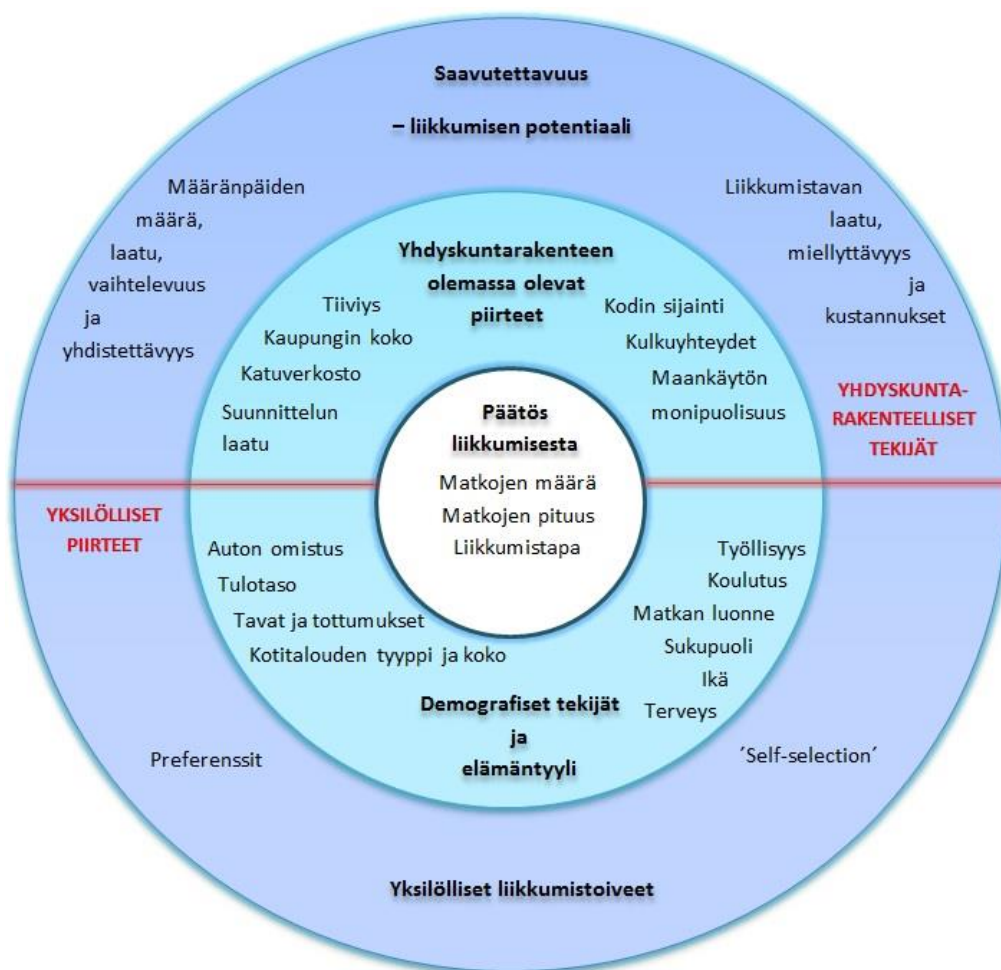 Saavutettavuus
– liikkumisen potentiaali
Määränpäiden
määrä,
laatu,
vaihtelevuus
ja
yhdistettävyys
Liikkumistavan
laatu,
miellyttävyys
ja
kustannukset
Yhdyskuntarakenteen
olemassa olevat
piirteet
Tiiviys
Kaupungin koko
Katuverkosto
Suunnittelun
laatu
Kodin sijainti
Kulkuyhteydet
Maankäytön
monipuolisuus
YHDYSKUNTA-
RAKENTEELLISET
TEKIJÄT
Päätös
liikkumisesta
Matkojen määrä
Matkojen pituus
Liikkumistapa
YKSILÖLLISET
PIIRTEET
Auton omistus
Tulotaso
Tavat ja tottumukset
Kotitalouden tyyppi ja koko
Työllisyys
Koulutus
Matkan luonne
Sukupuoli
Ikä
Terveys
Demografiset tekijät
ja
elämäntyyli
Preferenssit
´Self-selection´
Yksilölliset liikkumistoiveet